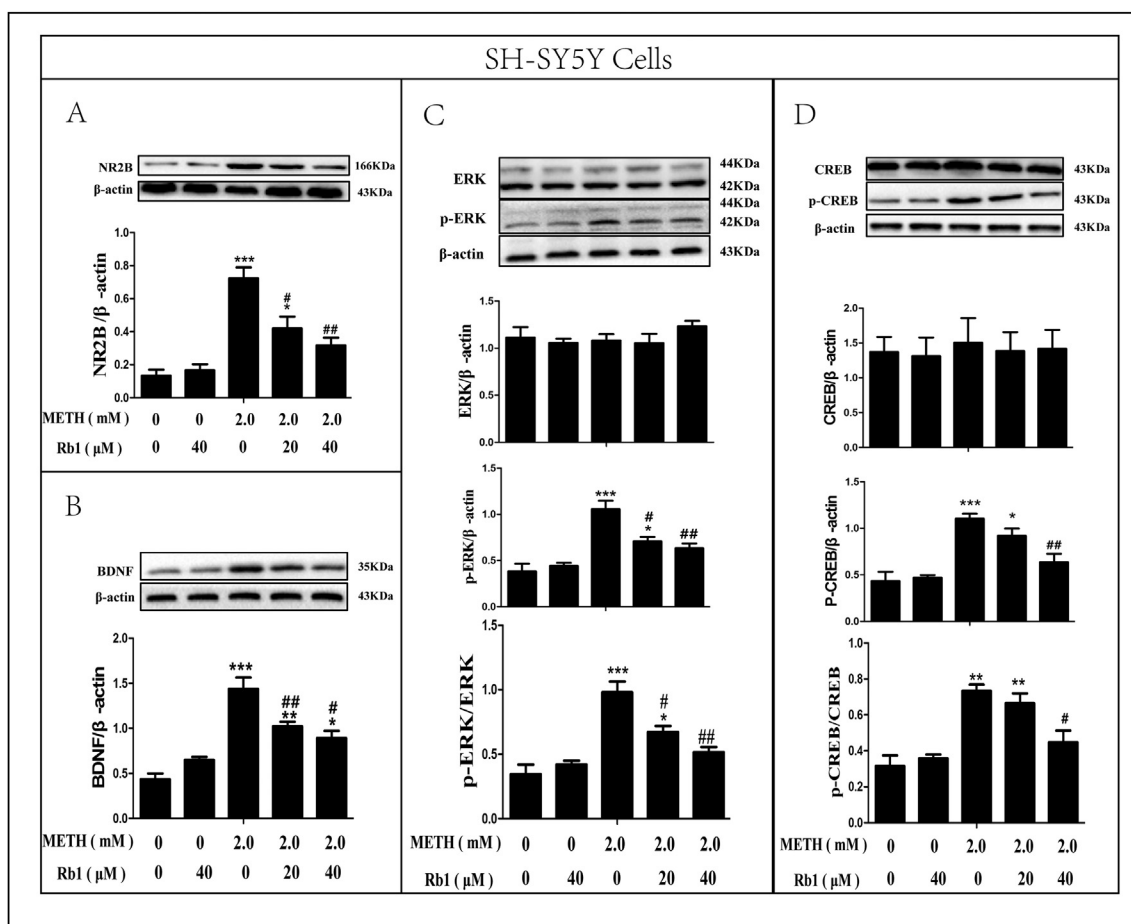 SH-SY5Y Cells
A
NR2B 166KDa
β-actin 43KDa
NR2B/β -actin
1.0
0.8
0.6
0.4
0.2
0.0
***
#
*
##
METH ( mM ) 0 0 2.0 2.0 2.0
Rb1 ( μM ) 0 40 0 20 40
B
BDNF 35KDa
β-actin 43KDa
BDNF/β -actin
2.0
1.5
1.0
0.5
0.0
***
##
**
#
*
METH ( mM ) 0 0 2.0 2.0 2.0
Rb1 ( μM ) 0 40 0 20 40
C
ERK 44KDa
42KDa
p-ERK 44KDa
42KDa
β-actin 43KDa
ERK/β -actin
1.5
1.0
0.5
0.0
p-ERK/β -actin
1.5
1.0
0.5
0.0
***
#
*
##
p-ERK/ERK
1.5
1.0
0.5
0.0
***
#
*
##
0 0 2.0 2.0 2.0
0 40 0 20 40
D
CREB 43KDa
p-CREB 43KDa
β-actin 43KDa
CREB/β -actin
2.0
1.5
1.0
0.5
0.0
P-CREB/β -actin
1.5
1.0
0.5
0.0
***
*
##
p-CREB/CREB
1.0
0.8
0.6
0.4
0.2
0.0
**
**
#
METH ( mM ) 0 0 2.0 2.0 2.0
Rb1 ( μM ) 0 40 0 20 40